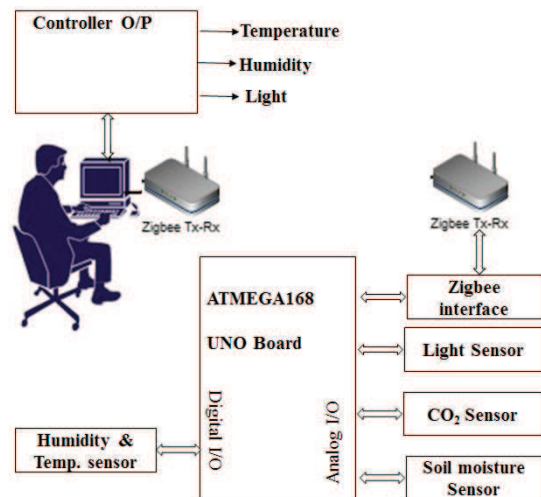 Controller O/P
Temperature
Humidity
Light
Zigbee Tx-Rx
Zigbee Tx-Rx
ATMEGA168
UNO Board
Digital I/O
Analog I/O
Zigbee
interface
Light Sensor
CO₂ Sensor
Soil moisture
Sensor
Humidity &
Temp. sensor